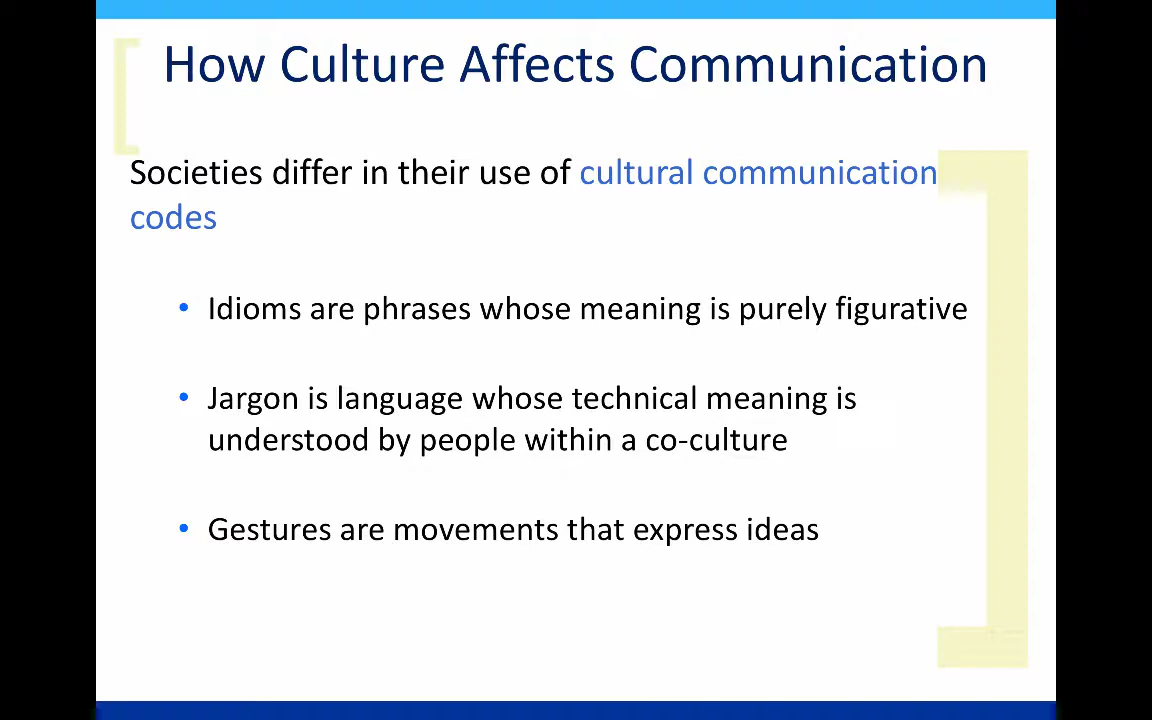 How Culture Affects Communication
Societies differ in their use of cultural communication
codes
• Idioms are phrases whose meaning is purely figurative
• Jargon is language whose technical meaning is
understood by people within a co-culture
• Gestures are movements that express ideas